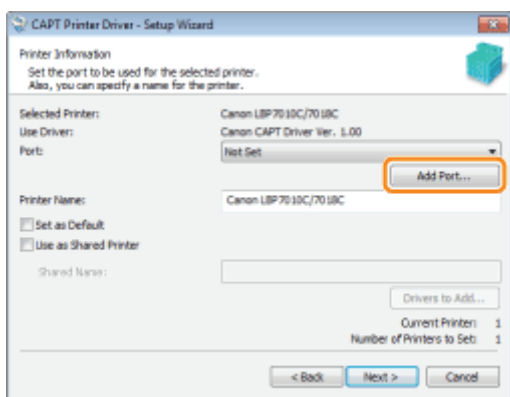 CAPT Printer Driver - Setup Wizard
Printer Information
Set the port to be used for the selected printer.
Also, you can specify a name for the printer.
Selected Printer: Canon LBP7010C/7018C
Use Driver: Canon CAPT Driver Ver. 1.00
Port: Not Set
Add Port...
Printer Name: Canon LBP7010C/7018C
Set as Default
Use as Shared Printer
Shared Name:
Drivers to Add...
Current Printer: 1
Number of Printers to Set: 1
< Back Next > Cancel